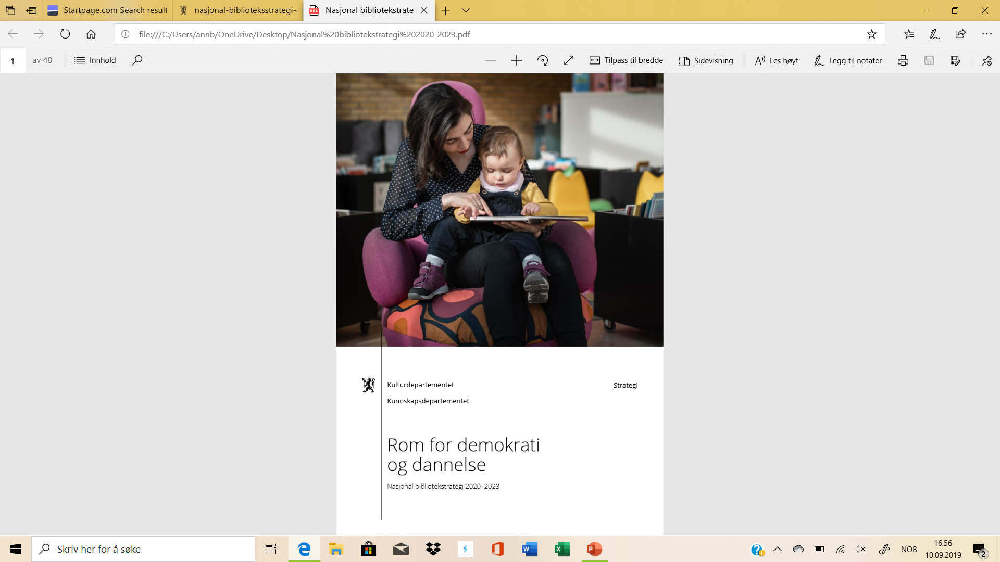 Startpage.com Search result
nasjonal-biblioteksstrategi-
Nasjonal bibliotekstrate
file:///C:/Users/annb/OneDrive/Desktop/Nasjonal%20bibliotekstrategi%202020-2023.pdf
1 av 48 Innhold Tilpass til bredde Sidevisning Les høyt Legg til notater
Kulturdepartementet
Strategi
Kunnskapsdepartementet
Rom for demokrati
og dannelse
Nasjonal bibliotekstrategi 2020–2023
Skriv her for å søke
NOB
16.56
10.09.2019
2